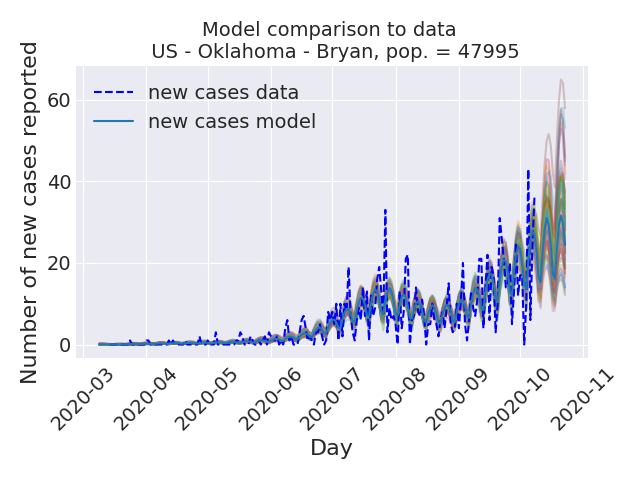 Model comparison to data
US - Oklahoma - Bryan, pop. = 47995
Number of new cases reported
60
40
20
0
new cases data
new cases model
2020-03
2020-04
2020-05
2020-06
2020-07
2020-08
2020-09
2020-10
2020-11
Day